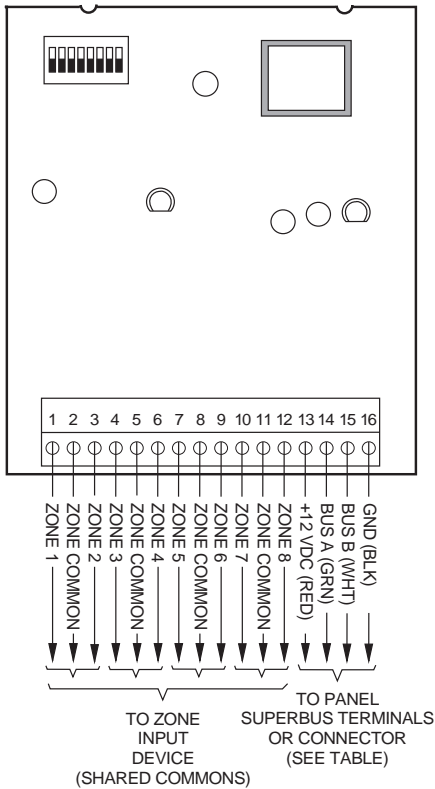 1 2 3 4 5 6 7 8 9 10 11 12 13 14 15 16
ZONE 1
ZONE COMMON
ZONE 2
ZONE 3
ZONE COMMON
ZONE 4
ZONE 5
ZONE COMMON
ZONE 6
ZONE 7
ZONE COMMON
ZONE 8
+12 VDC (RED)
BUS A (GRN)
BUS B (WHT)
GND (BLK)
TO ZONE
INPUT
DEVICE
(SHARED COMMONS)
TO PANEL
SUPERBUS TERMINALS
OR CONNECTOR
(SEE TABLE)